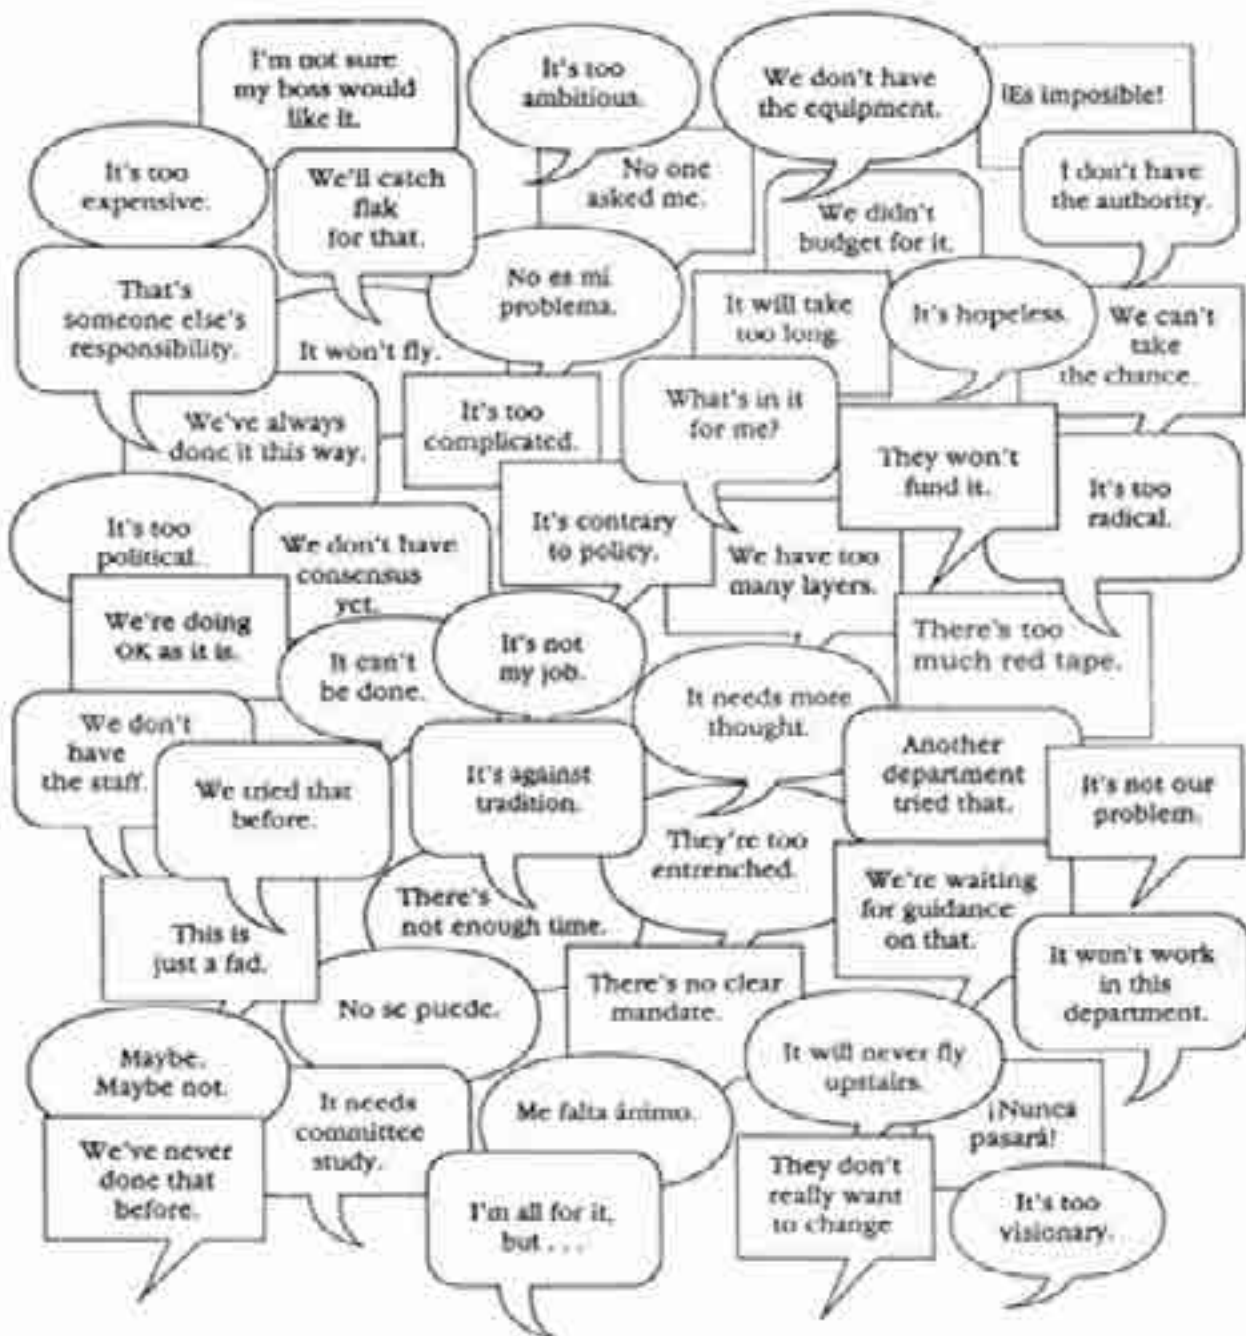 I'm not sure
my boss would
like it.
It's too
ambitious.
We don't have
the equipment.
¡Es imposible!
It's too
expensive.
We'll catch
flak
for that.
No one
asked me.
We didn't
budget for it.
I don't have
the authority.
That's
someone else's
responsibility.
It won't fly.
No es mi
problema.
It will take
too long.
It's hopeless.
We can't
take
the chance.
We've always
done it this way.
It's too
complicated.
What's in it
for me?
They won't
fund it.
It's too
radical.
It's too
political.
We don't have
consensus
yet.
It's contrary
to policy.
We have too
many layers.
We're doing
OK as it is.
It can't
be done.
It's not
my job.
It needs more
thought.
There's too
much red tape.
We don't
have
the staff.
We tried that
before.
It's against
tradition.
They're too
entrenched.
Another
department
tried that.
It's not our
problem.
This is
just a fad.
There's
not enough time.
We're waiting
for guidance
on that.
It won't work
in this
department.
No se puede.
There's no clear
mandate.
Maybe.
Maybe not.
It needs
committee
study.
Me falta ánimo.
It will never fly
upstairs.
¡Nunca
pasará!
We've never
done that
before.
I'm all for it,
but . . .
They don't
really want
to change
It's too
visionary.